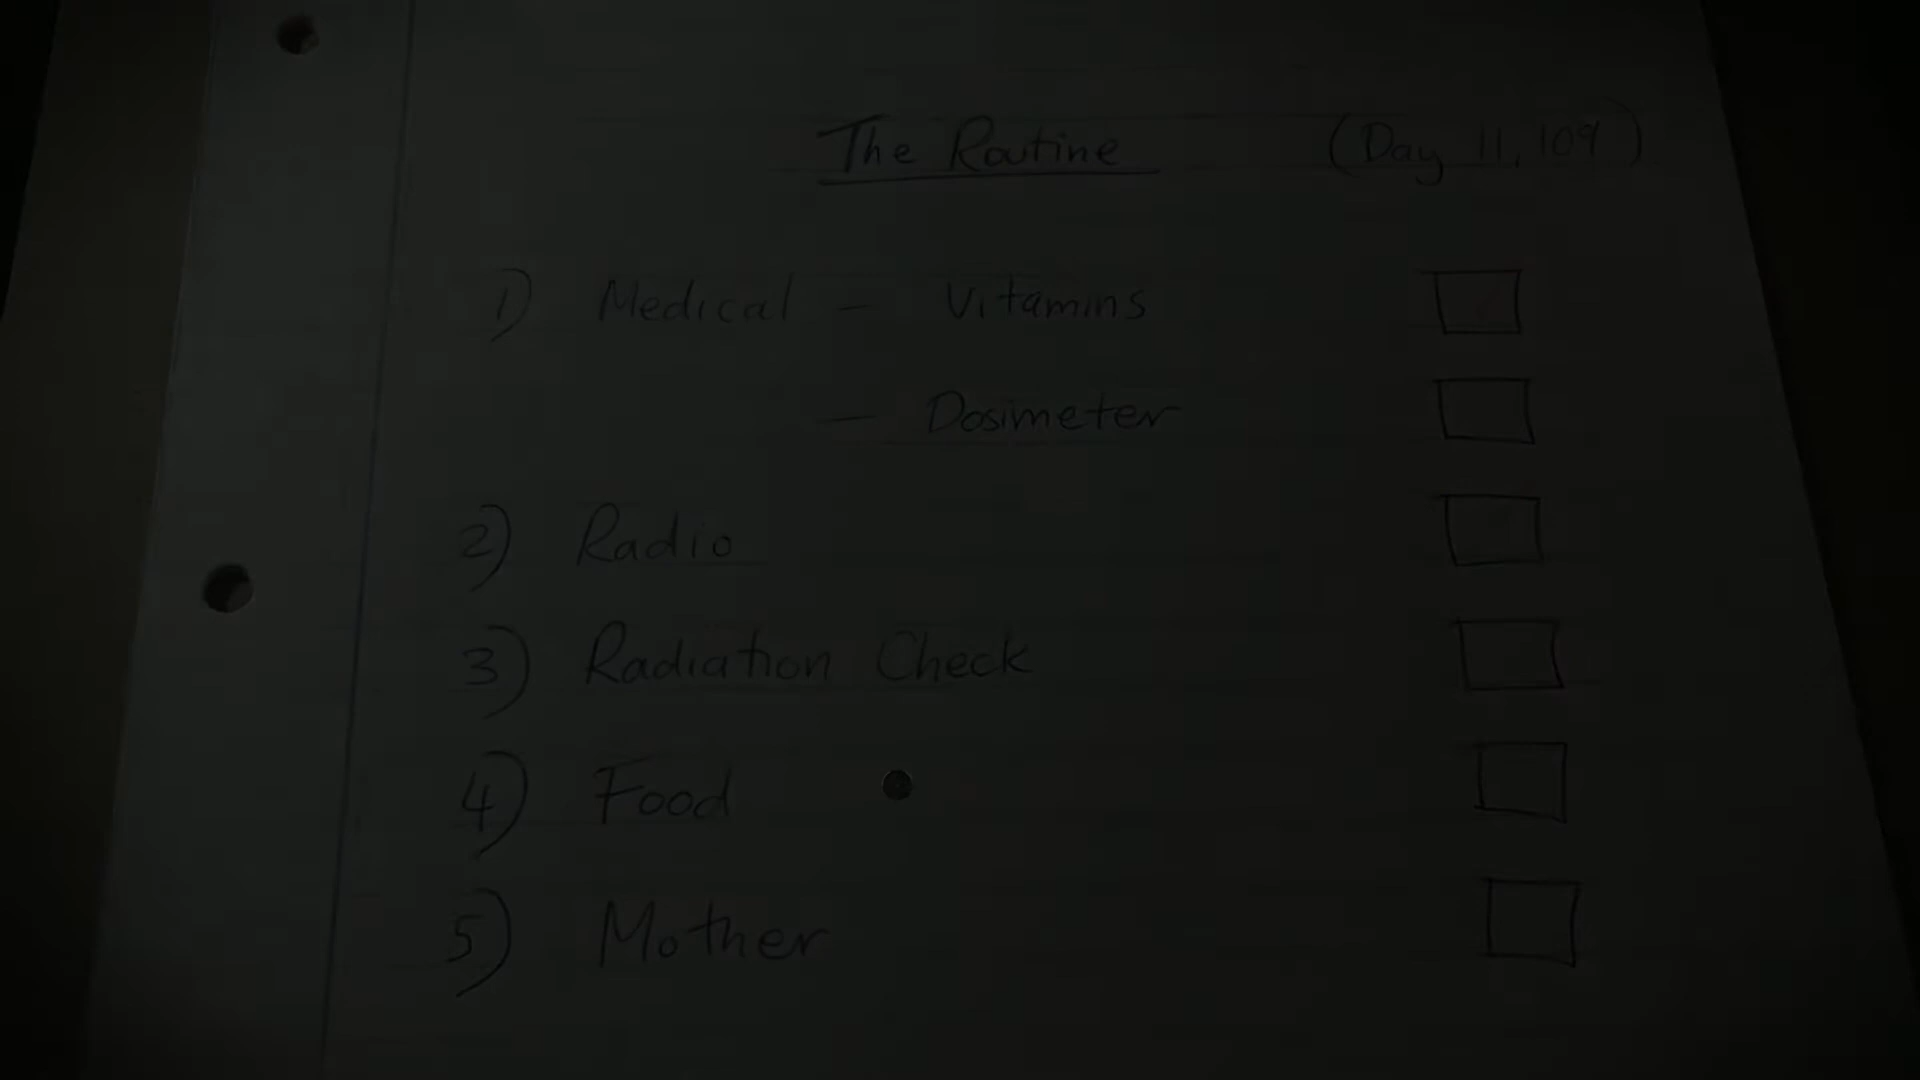 The Routine (Day 11,109)
1) Medical - Vitamins
- Dosimeter
2) Radio
3) Radiation Check
4) Food
5) Mother